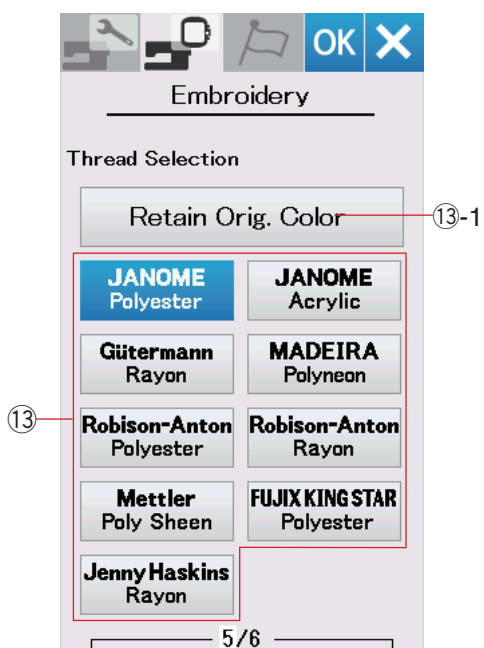 OK
Embroidery
Thread Selection
Retain Orig. Color
⑬-1
JANOME
Polyester
JANOME
Acrylic
Gütermann
Rayon
MADEIRA
Polyneon
⑬
Robison-Anton
Polyester
Robison-Anton
Rayon
Mettler
Poly Sheen
FUJIX KING STAR
Polyester
Jenny Haskins
Rayon
5/6